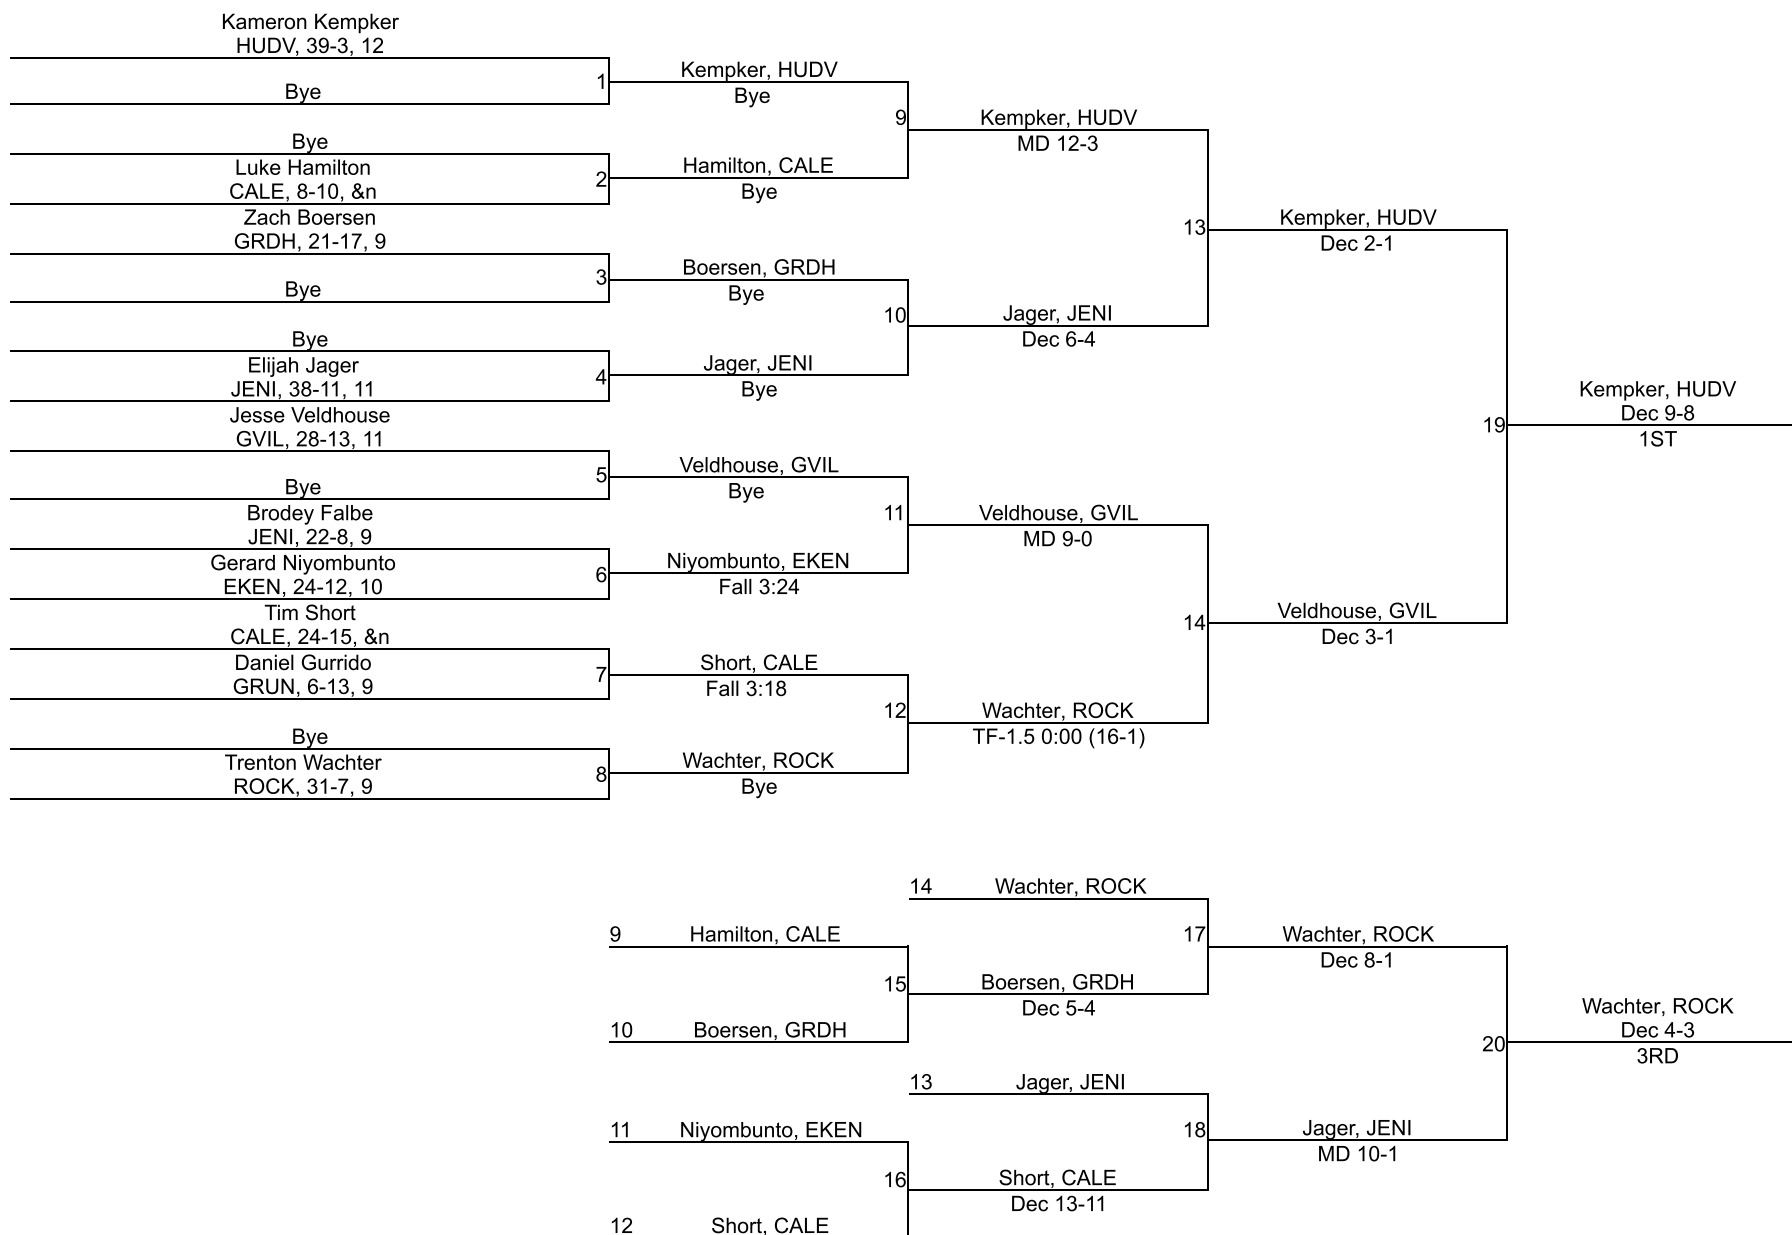 Kameron Kempker
HUDV, 39-3, 12
Bye
1
Bye
Luke Hamilton
CALE, 8-10, &n
2
Zach Boersen
GRDH, 21-17, 9
Bye
3
Bye
Elijah Jager
JENI, 38-11, 11
4
Jesse Veldhouse
GVIL, 28-13, 11
Bye
5
Brodey Falbe
JENI, 22-8, 9
Gerard Niyombunto
EKEN, 24-12, 10
6
Tim Short
CALE, 24-15, &n
Daniel Gurrido
GRUN, 6-13, 9
7
Bye
Trenton Wachter
ROCK, 31-7, 9
8
Kempker, HUDV
Bye
9
Hamilton, CALE
Bye
Boersen, GRDH
Bye
10
Jager, JENI
Bye
Veldhouse, GVIL
Bye
11
Niyombunto, EKEN
Fall 3:24
Short, CALE
Fall 3:18
12
Wachter, ROCK
Bye
Kempker, HUDV
MD 12-3
13
Jager, JENI
Dec 6-4
Veldhouse, GVIL
MD 9-0
14
Wachter, ROCK
TF-1.5 0:00 (16-1)
Kempker, HUDV
Dec 2-1
19
Veldhouse, GVIL
Dec 3-1
Kempker, HUDV
Dec 9-8
1ST
14 Wachter, ROCK
9 Hamilton, CALE
17
15
Boersen, GRDH
Dec 5-4
10 Boersen, GRDH
13 Jager, JENI
11 Niyombunto, EKEN
18
16
Short, CALE
Dec 13-11
12 Short, CALE
Wachter, ROCK
Dec 8-1
20
Jager, JENI
MD 10-1
Wachter, ROCK
Dec 4-3
3RD